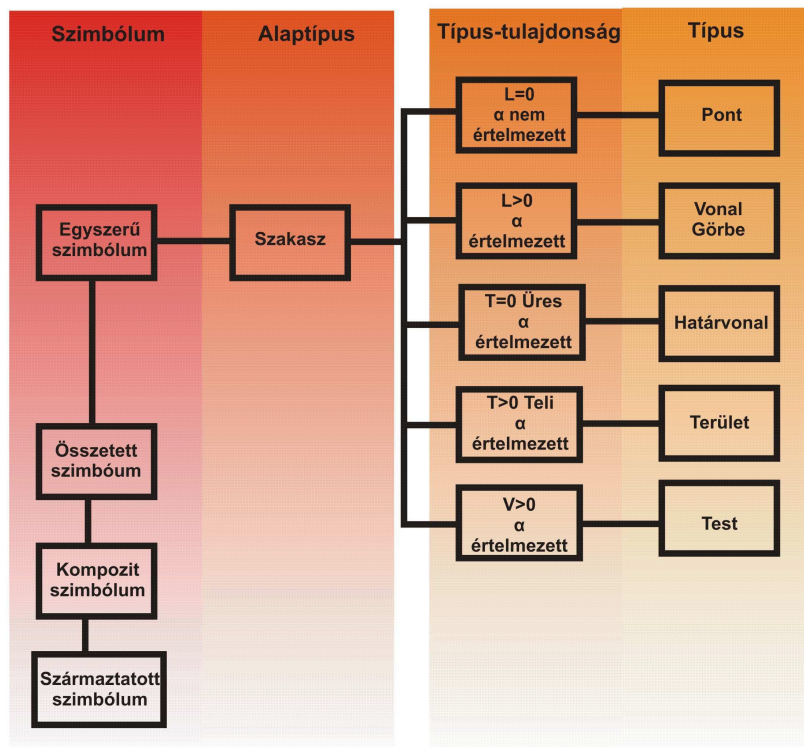 Szimbólum
Alaptípus
Típus-tulajdonság
Típus
Egyszerű
szimbólum
Összetett
szimbóum
Kompozit
szimbólum
Származtatott
szimbólum
Szakasz
L=0
α nem
értelmezett
Pont
L>0
α
értelmezett
Vonal
Görbe
T=0 Üres
α
értelmezett
Határvonal
T>0 Teli
α
értelmezett
Terület
V>0
α
értelmezett
Test